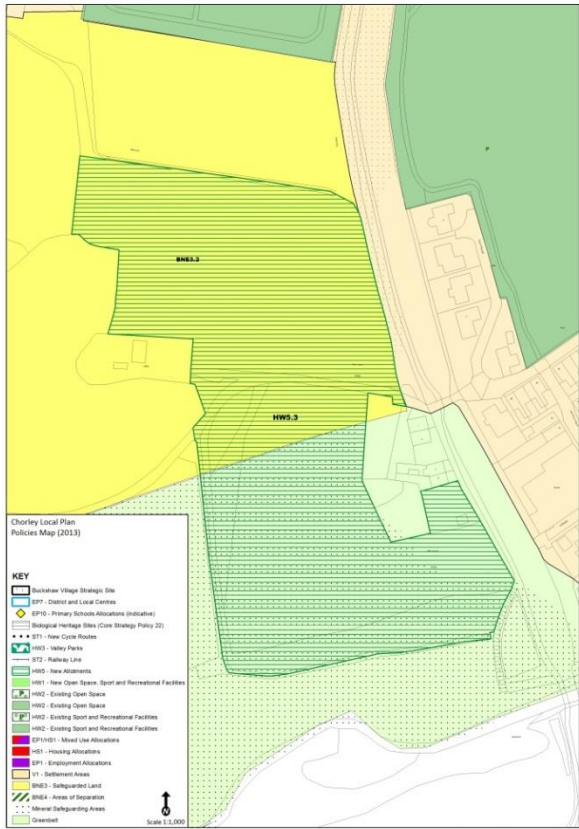 P
BNE3.3
HW5.3
Chorley Local Plan
Policies Map (2013)
KEY
Buckshaw Village Strategic Site
EP7 - District and Local Centres
EP10 - Primary Schools Allocations (indicative)
Biological Heritage Sites (Core Strategy Policy 22)
ST1 - New Cycle Routes
HW3 - Valley Parks
ST2 - Railway Line
HW5 - New Allotments
HW1 - New Open Space, Sport and Recreational Facilities
P HW2 - Existing Open Space
HW2 - Existing Open Space
HW2 - Existing Sport and Recreational Facilities
HW2 - Existing Sport and Recreational Facilities
EP1/HS1 - Mixed Use Allocations
HS1 - Housing Allocations
EP1 - Employment Allocations
V1 - Settlement Areas
BNE3 - Safeguarded Land
BNE4 - Areas of Separation
Mineral Safeguarding Areas
Greenbelt
N
Scale 1:1,000